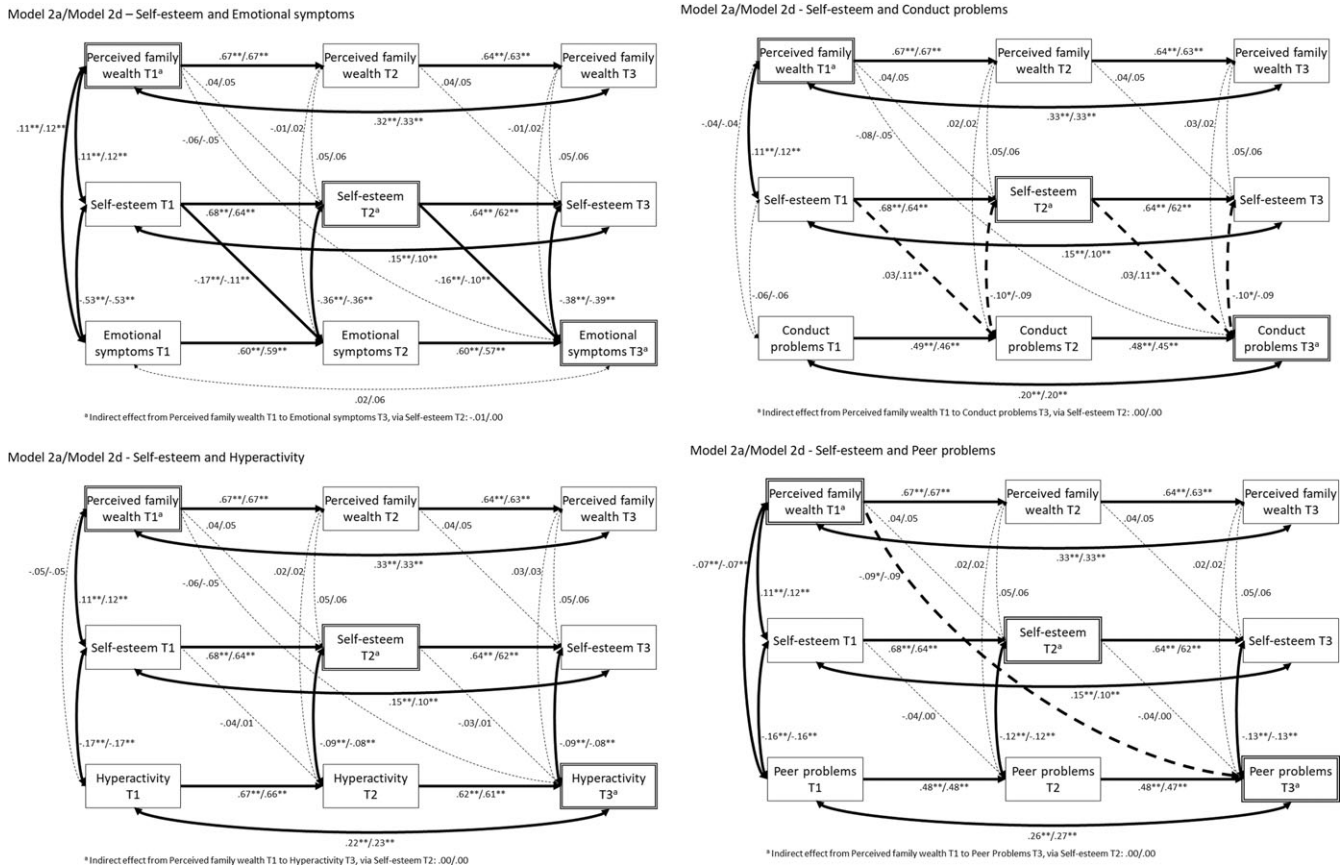 Model 2a/Model 2d – Self-esteem and Emotional symptoms
Perceived family
wealth T1ᵃ
.67**/.67**
Perceived family
wealth T2
.64**/.63**
Perceived family
wealth T3
.04/.05
.04/.05
.32**/.33**
.11**/.12**
-.06/-.05
-.01/.02
-.01/.02
.11**/.12**
.05/.06
.05/.06
Self-esteem T1
.68**/.64**
Self-esteem
T2ᵃ
.64**/62**
Self-esteem T3
.15**/.10**
-.53**/-.53**
-.17**/-.11**
-.36**/-.36**
-.16**/-.10**
-.38**/-.39**
Emotional
symptoms T1
.60**/.59**
Emotional
symptoms T2
.60**/.57**
Emotional
symptoms T3ᵃ
.02/.06
ᵃ Indirect effect from Perceived family wealth T1 to Emotional symptoms T3, via Self-esteem T2: -.01/.00
Model 2a/Model 2d - Self-esteem and Conduct problems
Perceived family
wealth T1ᵃ
.67**/.67**
Perceived family
wealth T2
.64**/.63**
Perceived family
wealth T3
.04/.05
.04/.05
.33**/.33**
-.04/-.04
-.08/-.05
.02/.02
.03/.02
.11**/.12**
.05/.06
.05/.06
Self-esteem T1
.68**/.64**
Self-esteem
T2ᵃ
.64**/62**
Self-esteem T3
.15**/.10**
-.06/-.06
.03/.11**
-.10*/-.09
.03/.11**
-.10*/-.09
Conduct
problems T1
.49**/.46**
Conduct
problems T2
.48**/.45**
Conduct
problems T3ᵃ
.20**/.20**
ᵃ Indirect effect from Perceived family wealth T1 to Conduct problems T3, via Self-esteem T2: .00/.00
Model 2a/Model 2d - Self-esteem and Hyperactivity
Perceived family
wealth T1ᵃ
.67**/.67**
Perceived family
wealth T2
.64**/.63**
Perceived family
wealth T3
.04/.05
.04/.05
.33**/.33**
-.05/-.05
-.06/-.05
.02/.02
.03/.03
.11**/.12**
.05/.06
.05/.06
Self-esteem T1
.68**/.64**
Self-esteem
T2ᵃ
.64**/62**
Self-esteem T3
.15**/.10**
-.17**/-.17**
-.04/.01
-.09**/-.08**
-.03/.01
-.09**/-.08**
Hyperactivity
T1
.67**/.66**
Hyperactivity
T2
.62**/.61**
Hyperactivity
T3ᵃ
.22**/.23**
ᵃ Indirect effect from Perceived family wealth T1 to Hyperactivity T3, via Self-esteem T2: .00/.00
Model 2a/Model 2d - Self-esteem and Peer problems
Perceived family
wealth T1ᵃ
.67**/.67**
Perceived family
wealth T2
.64**/.63**
Perceived family
wealth T3
.04/.05
.04/.05
.33**/.33**
-.07**/-.07**
-.09*/-.09
.02/.02
.02/.02
.11**/.12**
.05/.06
.05/.06
Self-esteem T1
.68**/.64**
Self-esteem
T2ᵃ
.64**/62**
Self-esteem T3
.15**/.10**
-.16**/-.16**
-.04/.00
-.12**/-.12**
-.04/.00
-.13**/-.13**
Peer problems
T1
.48**/.48**
Peer problems
T2
.48**/.47**
Peer problems
T3ᵃ
.26**/.27**
ᵃ Indirect effect from Perceived family wealth T1 to Peer Problems T3, via Self-esteem T2: .00/.00